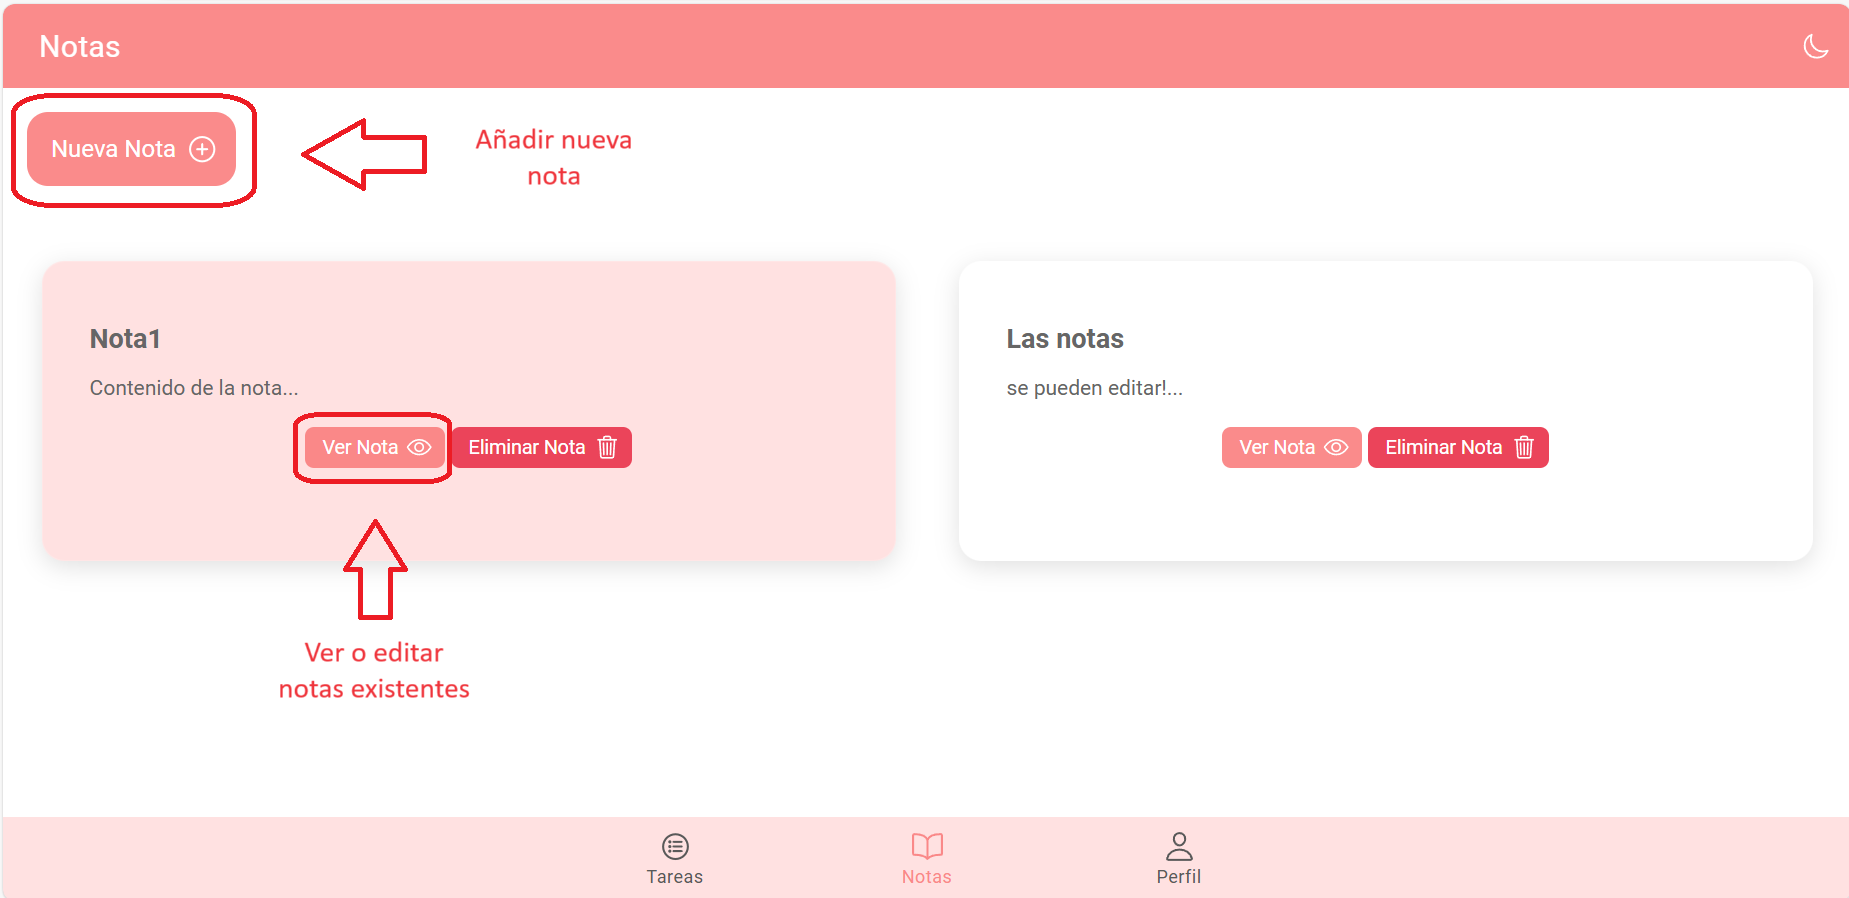 Notas
Nueva Nota
Añadir nueva
nota
Nota1
Contenido de la nota...
Ver Nota
Eliminar Nota
Las notas
se pueden editar!...
Ver Nota
Eliminar Nota
Ver o editar
notas existentes
Tareas
Notas
Perfil